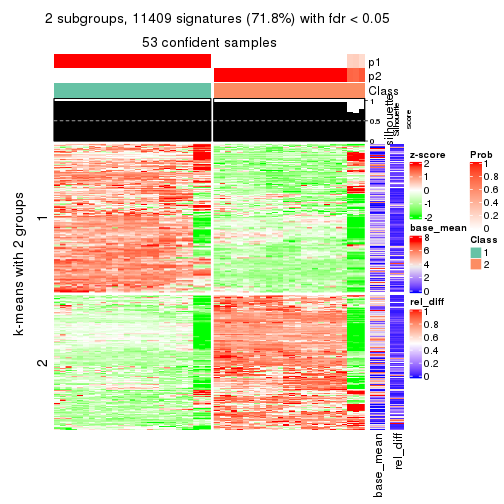 2 subgroups, 11409 signatures (71.8%) with fdr < 0.05
53 confident samples
p1
p2
Class
1
0.5
0
silhouette
Silhouette
score
k-means with 2 groups
1
2
base_mean
rel_diff
z-score
2
1
0
-1
-2
base_mean
8
6
4
2
0
rel_diff
1
0.8
0.6
0.4
0.2
0
Prob
1
0.8
0.6
0.4
0.2
0
Class
1
2